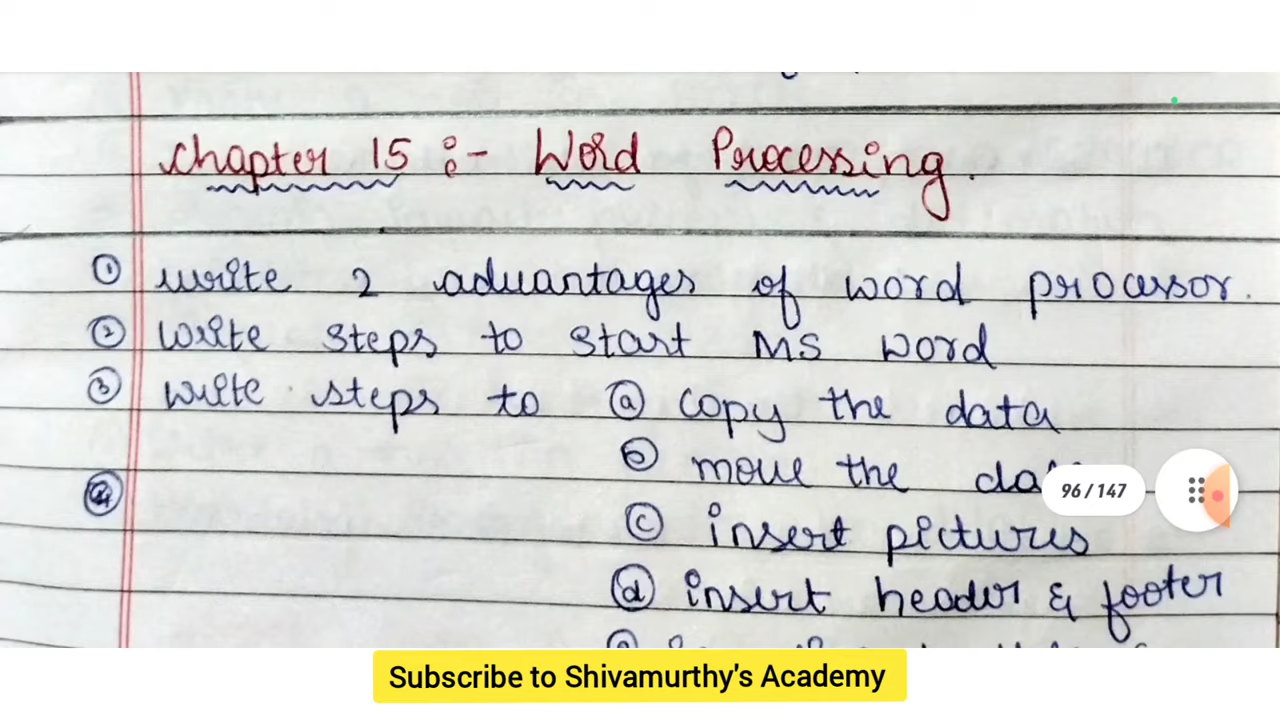 chapter 15 :- Word Processing.
① write 2 advantages of word processor.
② write steps to start MS word
③ write steps to ⓐ copy the data
ⓑ move the
④
ⓒ insert pictures
ⓓ insert header & footer
96/147
Subscribe to Shivamurthy's Academy